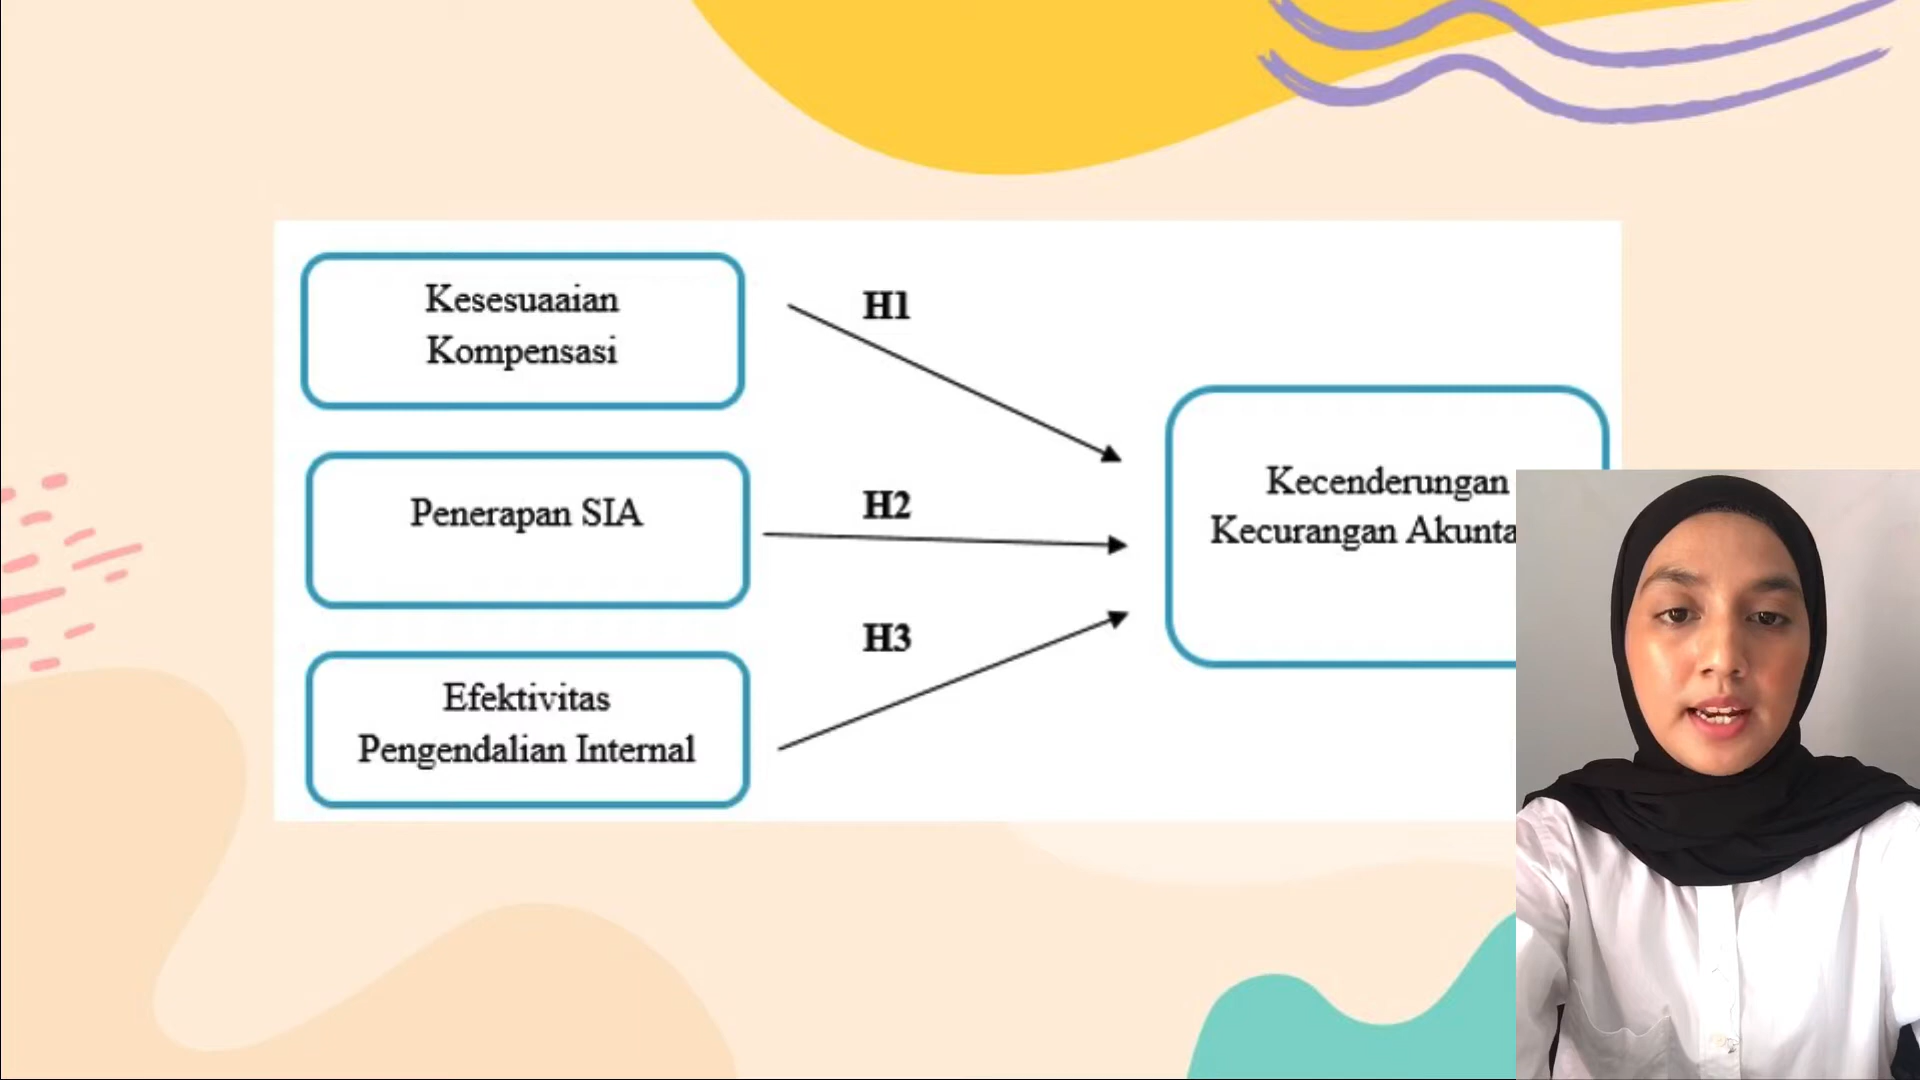 Kesesuaaian
Kompensasi
H1
Penerapan SIA
H2
Efektivitas
Pengendalian Internal
H3
Kecenderungan
Kecurangan